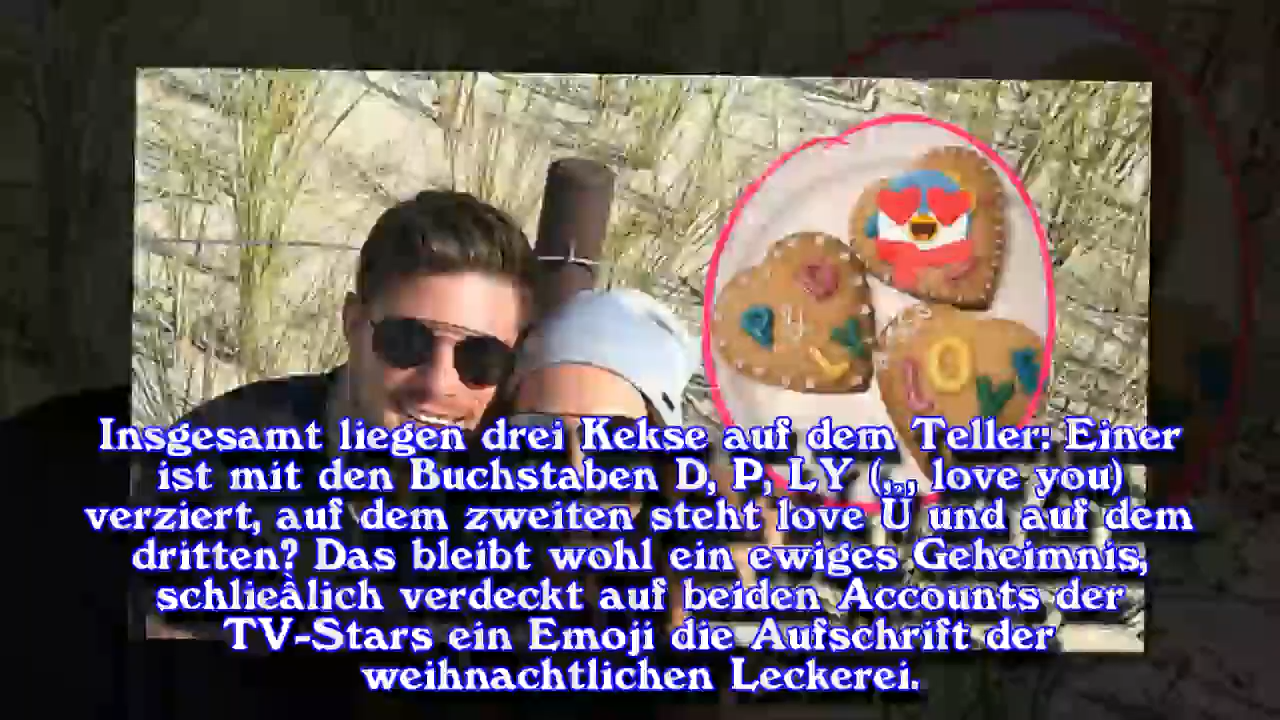 Insgesamt liegen drei Kekse auf dem Teller: Einer
ist mit den Buchstaben D, P, LY (,,, love you)
verziert, auf dem zweiten steht love Ü und auf dem
dritten? Das bleibt wohl ein ewiges Geheimnis,
schlieàlich verdeckt auf beiden Accounts der
TV-Stars ein Emoji die Aufschrift der
weihnachtlichen Leckerei.
LOVE